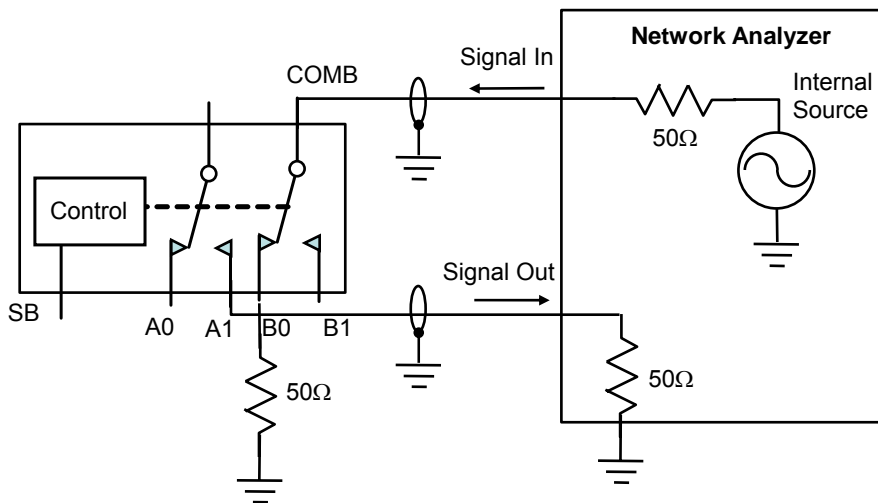 Network Analyzer
Signal In
COMB
Internal
Source
50Ω
Control
Signal Out
SB
A0
A1
B0
B1
50Ω
50Ω